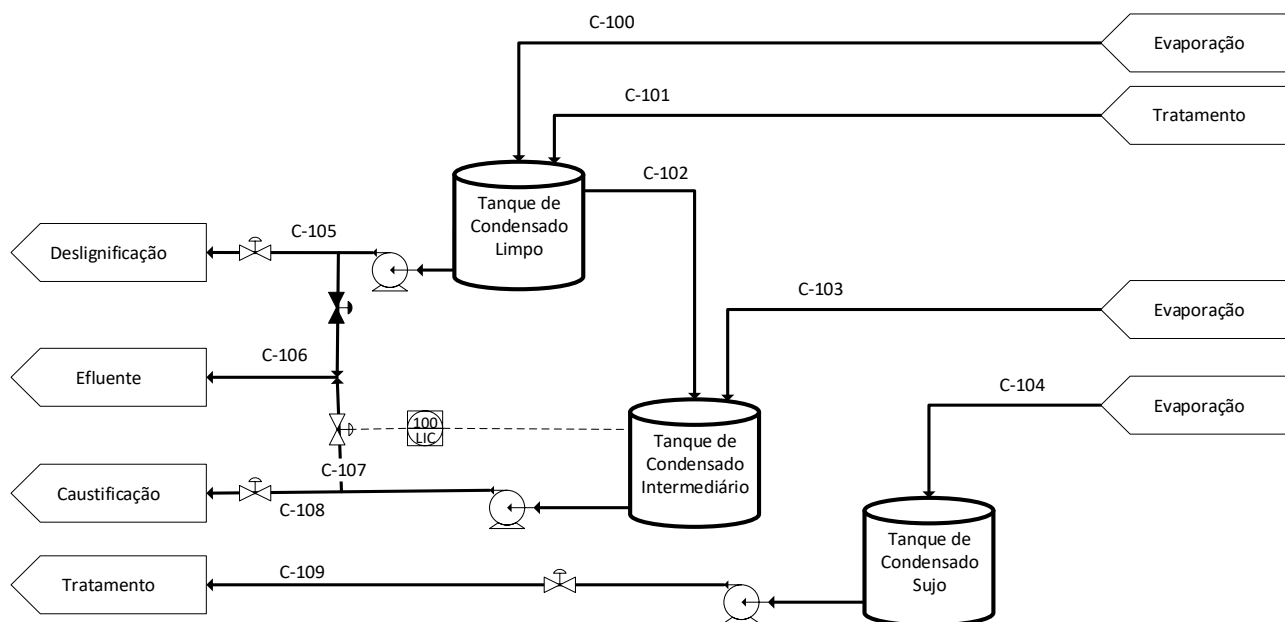 C-100
Evaporação
C-101
Tratamento
C-102
Tanque de
Condensado
Limpo
C-105
Deslignificação
C-103
Evaporação
C-106
Efluente
C-104
Evaporação
100
LIC
Tanque de
Condensado
Intermediário
C-107
Caustificação
C-108
Tanque de
Condensado
Sujo
C-109
Tratamento